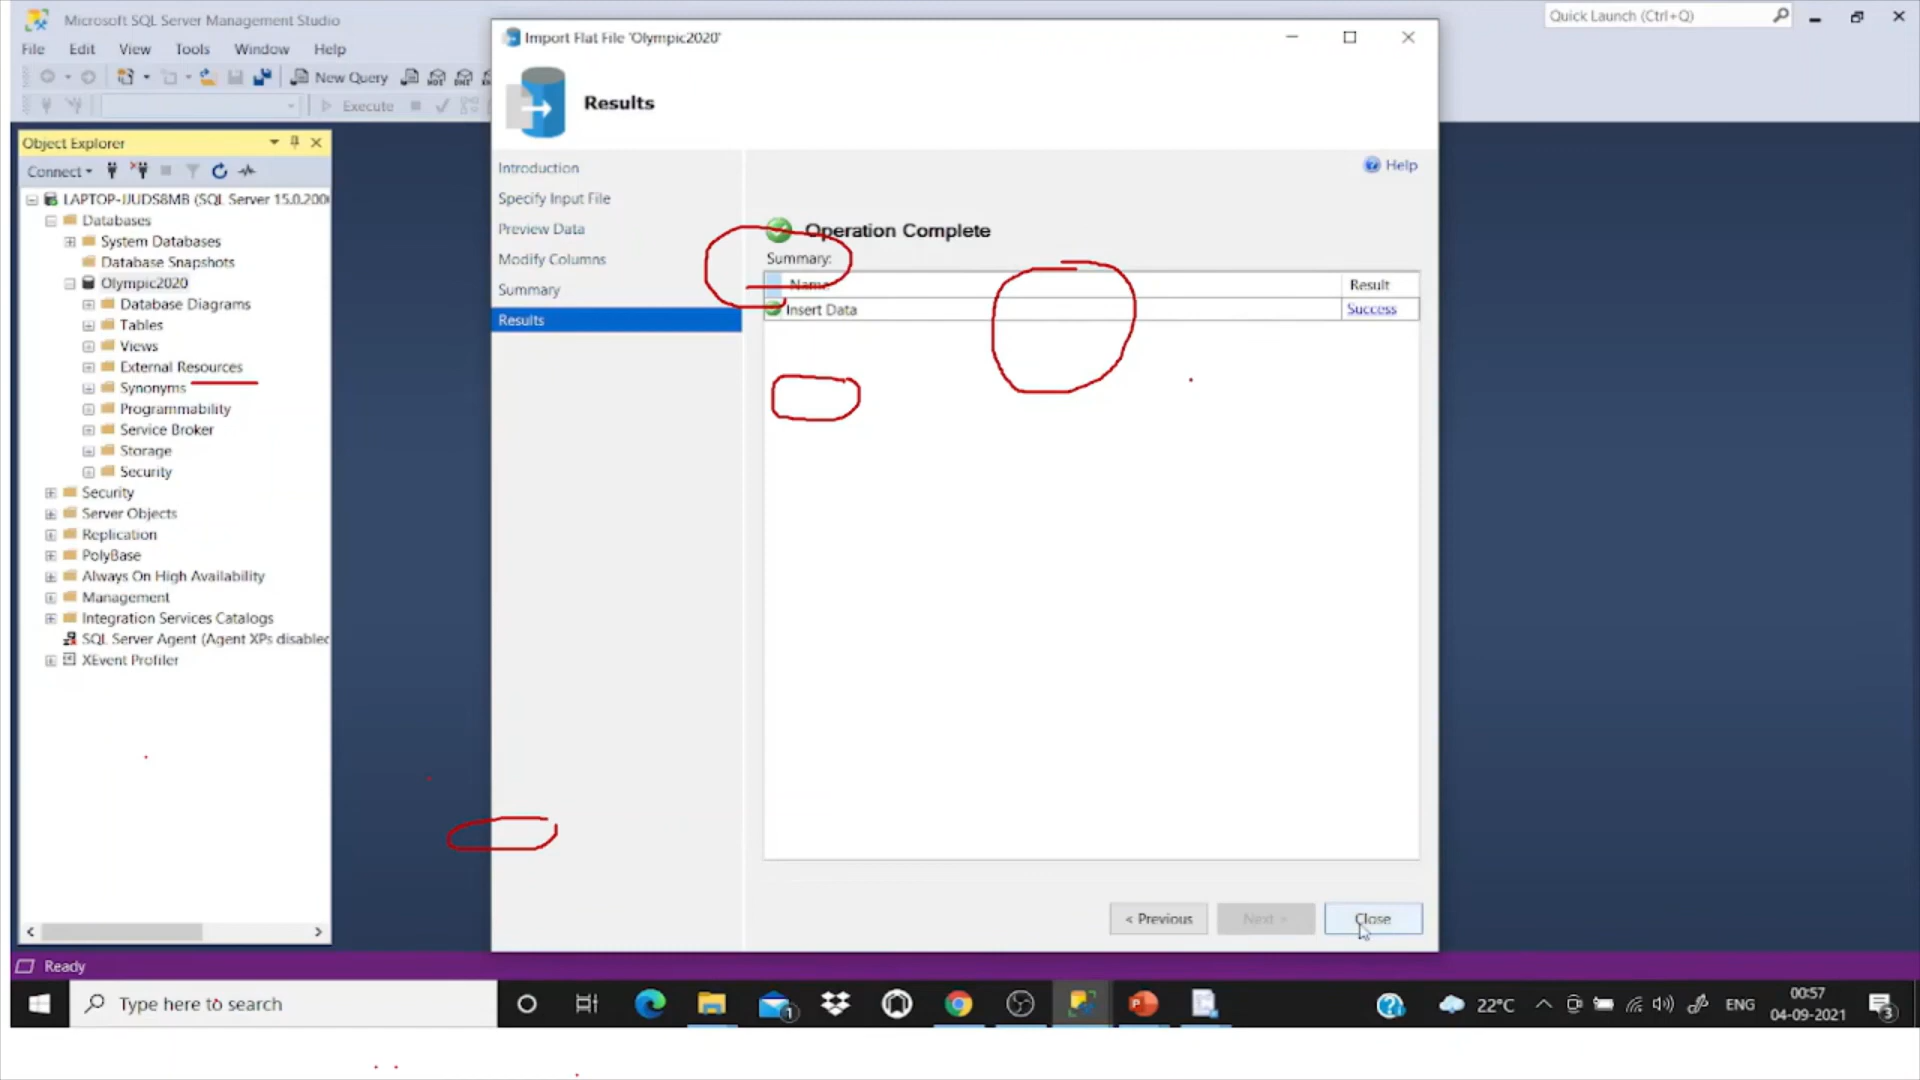 Microsoft SQL Server Management Studio
Quick Launch (Ctrl+Q)
File Edit View Tools Window Help
New Query
Execute
Import Flat File 'Olympic2020'
Results
Object Explorer
Connect
LAPTOP-JJUDS8MB (SQL Server 15.0.200
Databases
System Databases
Database Snapshots
Olympic2020
Database Diagrams
Tables
Views
External Resources
Synonyms
Programmability
Service Broker
Storage
Security
Security
Server Objects
Replication
PolyBase
Always On High Availability
Management
Integration Services Catalogs
SQL Server Agent (Agent XPs disabled
XEvent Profiler
Introduction
Specify Input File
Preview Data
Modify Columns
Summary
Results
Help
Operation Complete
Summary:
Name Result
Insert Data Success
< Previous Next > Close
Ready
Type here to search
1
22°C
ENG
00:57
04-09-2021
3